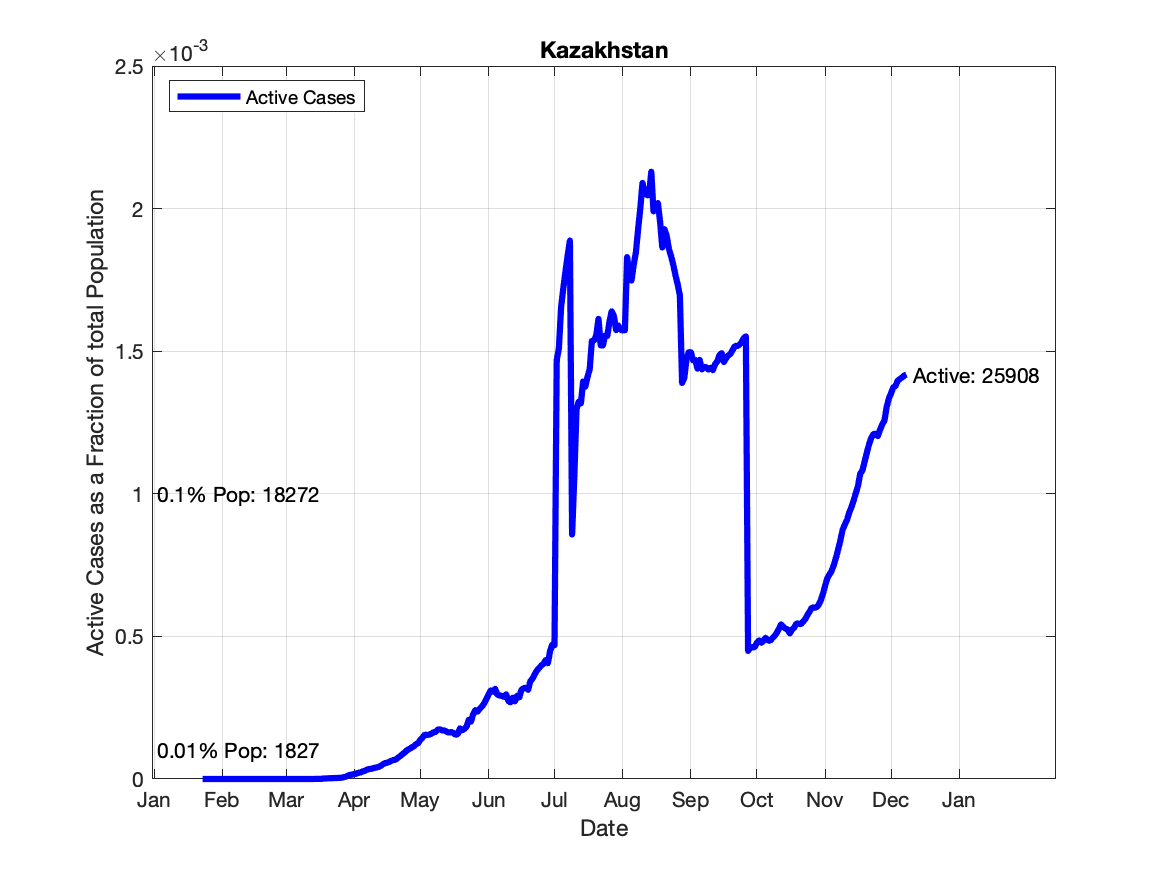 Kazakhstan
×10-3
2.5
2
1.5
1
0.5
0
Active Cases
Active: 25908
0.1% Pop: 18272
0.01% Pop: 1827
Active Cases as a Fraction of total Population
Jan Feb Mar Apr May Jun Jul Aug Sep Oct Nov Dec Jan
Date